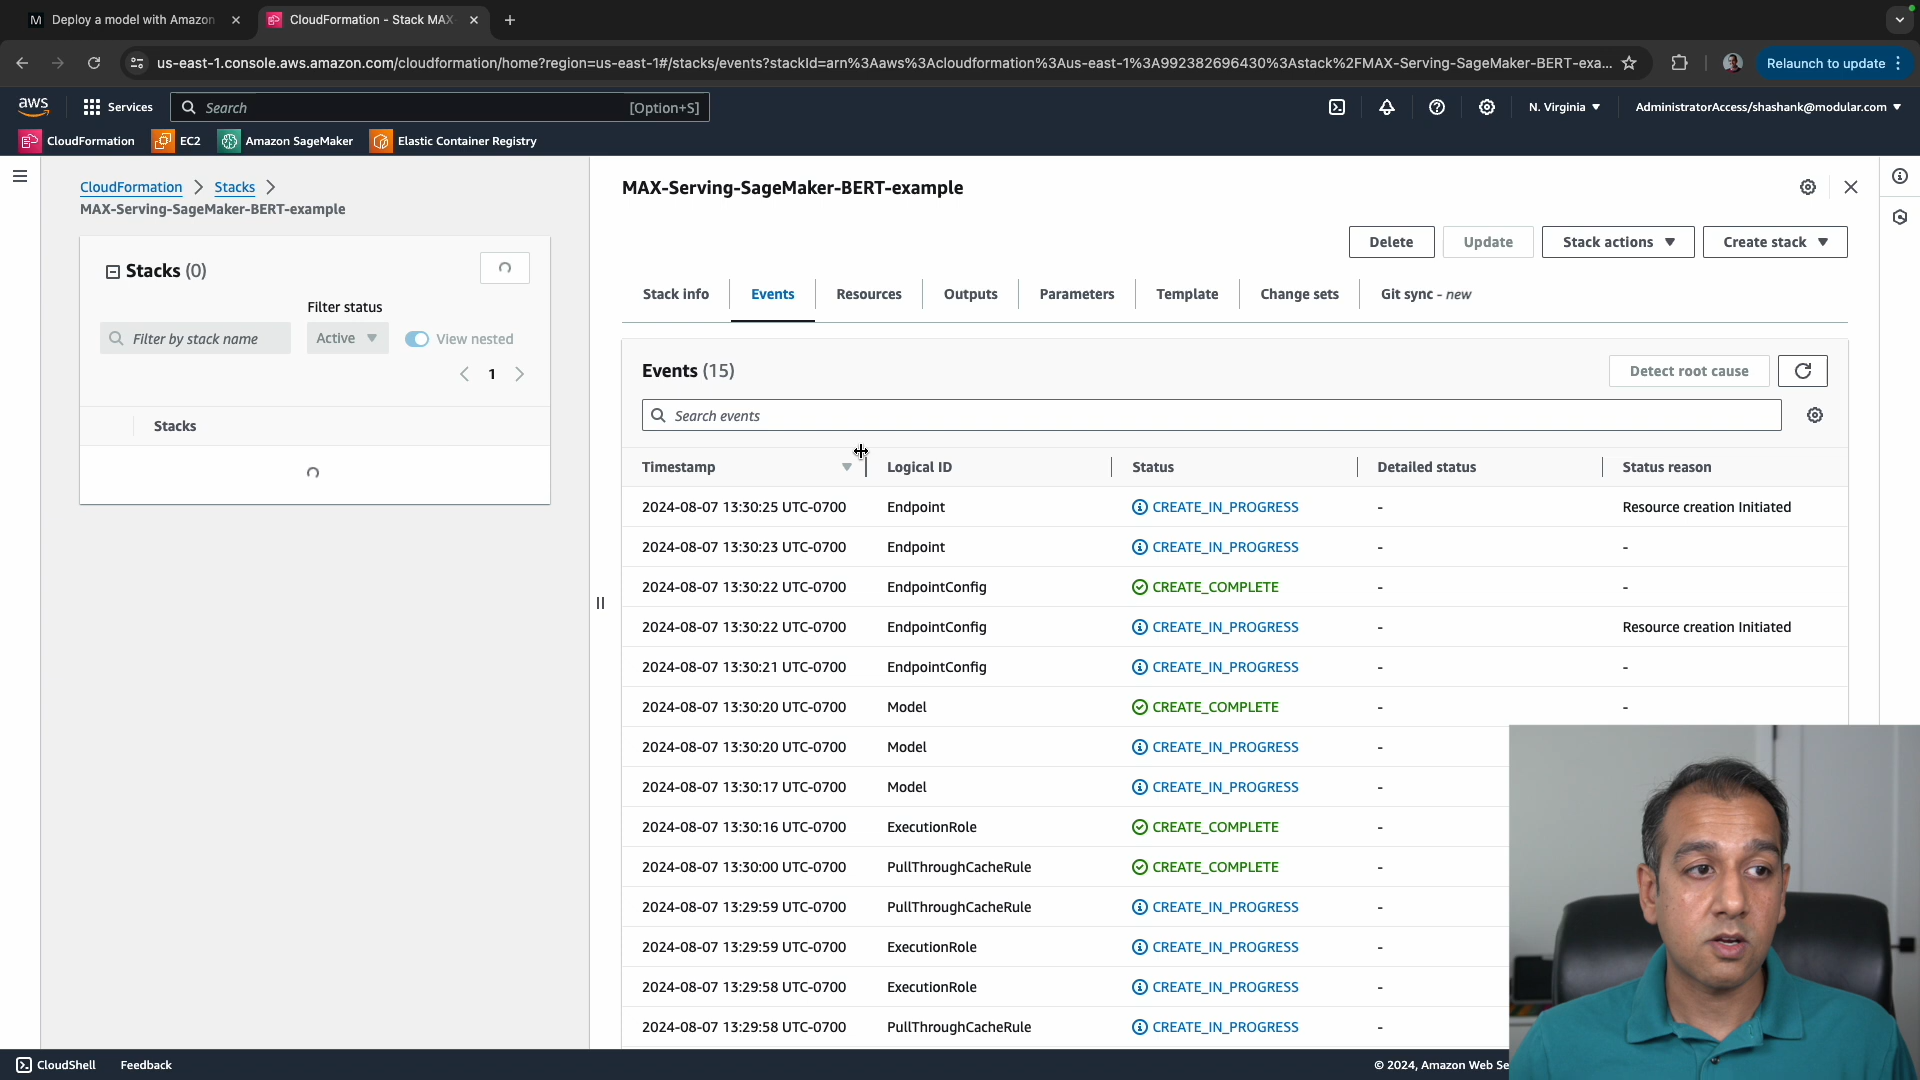 M Deploy a model with Amazon
CloudFormation - Stack MAX
us-east-1.console.aws.amazon.com/cloudformation/home?region=us-east-1#/stacks/events?stackId=arn%3Aaws%3Acloudformation%3Aus-east-1%3A992382696430%3Astack%2FMAX-Serving-SageMaker-BERT-exa...
Relaunch to update
aws Services Search [Option+S] N. Virginia AdministratorAccess/shashank@modular.com
CloudFormation EC2 Amazon SageMaker Elastic Container Registry
CloudFormation Stacks
MAX-Serving-SageMaker-BERT-example
Stacks (0)
Filter status
Filter by stack name Active View nested
1
Stacks
MAX-Serving-SageMaker-BERT-example
Delete Update Stack actions Create stack
Stack info Events Resources Outputs Parameters Template Change sets Git sync - new
Events (15) Detect root cause
Search events
Timestamp Logical ID Status Detailed status Status reason
2024-08-07 13:30:25 UTC-0700 Endpoint CREATE_IN_PROGRESS - Resource creation Initiated
2024-08-07 13:30:23 UTC-0700 Endpoint CREATE_IN_PROGRESS - -
2024-08-07 13:30:22 UTC-0700 EndpointConfig CREATE_COMPLETE - -
2024-08-07 13:30:22 UTC-0700 EndpointConfig CREATE_IN_PROGRESS - Resource creation Initiated
2024-08-07 13:30:21 UTC-0700 EndpointConfig CREATE_IN_PROGRESS - -
2024-08-07 13:30:20 UTC-0700 Model CREATE_COMPLETE - -
2024-08-07 13:30:20 UTC-0700 Model CREATE_IN_PROGRESS -
2024-08-07 13:30:17 UTC-0700 Model CREATE_IN_PROGRESS -
2024-08-07 13:30:16 UTC-0700 ExecutionRole CREATE_COMPLETE -
2024-08-07 13:30:00 UTC-0700 PullThroughCacheRule CREATE_COMPLETE -
2024-08-07 13:29:59 UTC-0700 PullThroughCacheRule CREATE_IN_PROGRESS -
2024-08-07 13:29:59 UTC-0700 ExecutionRole CREATE_IN_PROGRESS -
2024-08-07 13:29:58 UTC-0700 ExecutionRole CREATE_IN_PROGRESS -
2024-08-07 13:29:58 UTC-0700 PullThroughCacheRule CREATE_IN_PROGRESS -
CloudShell Feedback © 2024, Amazon Web Se